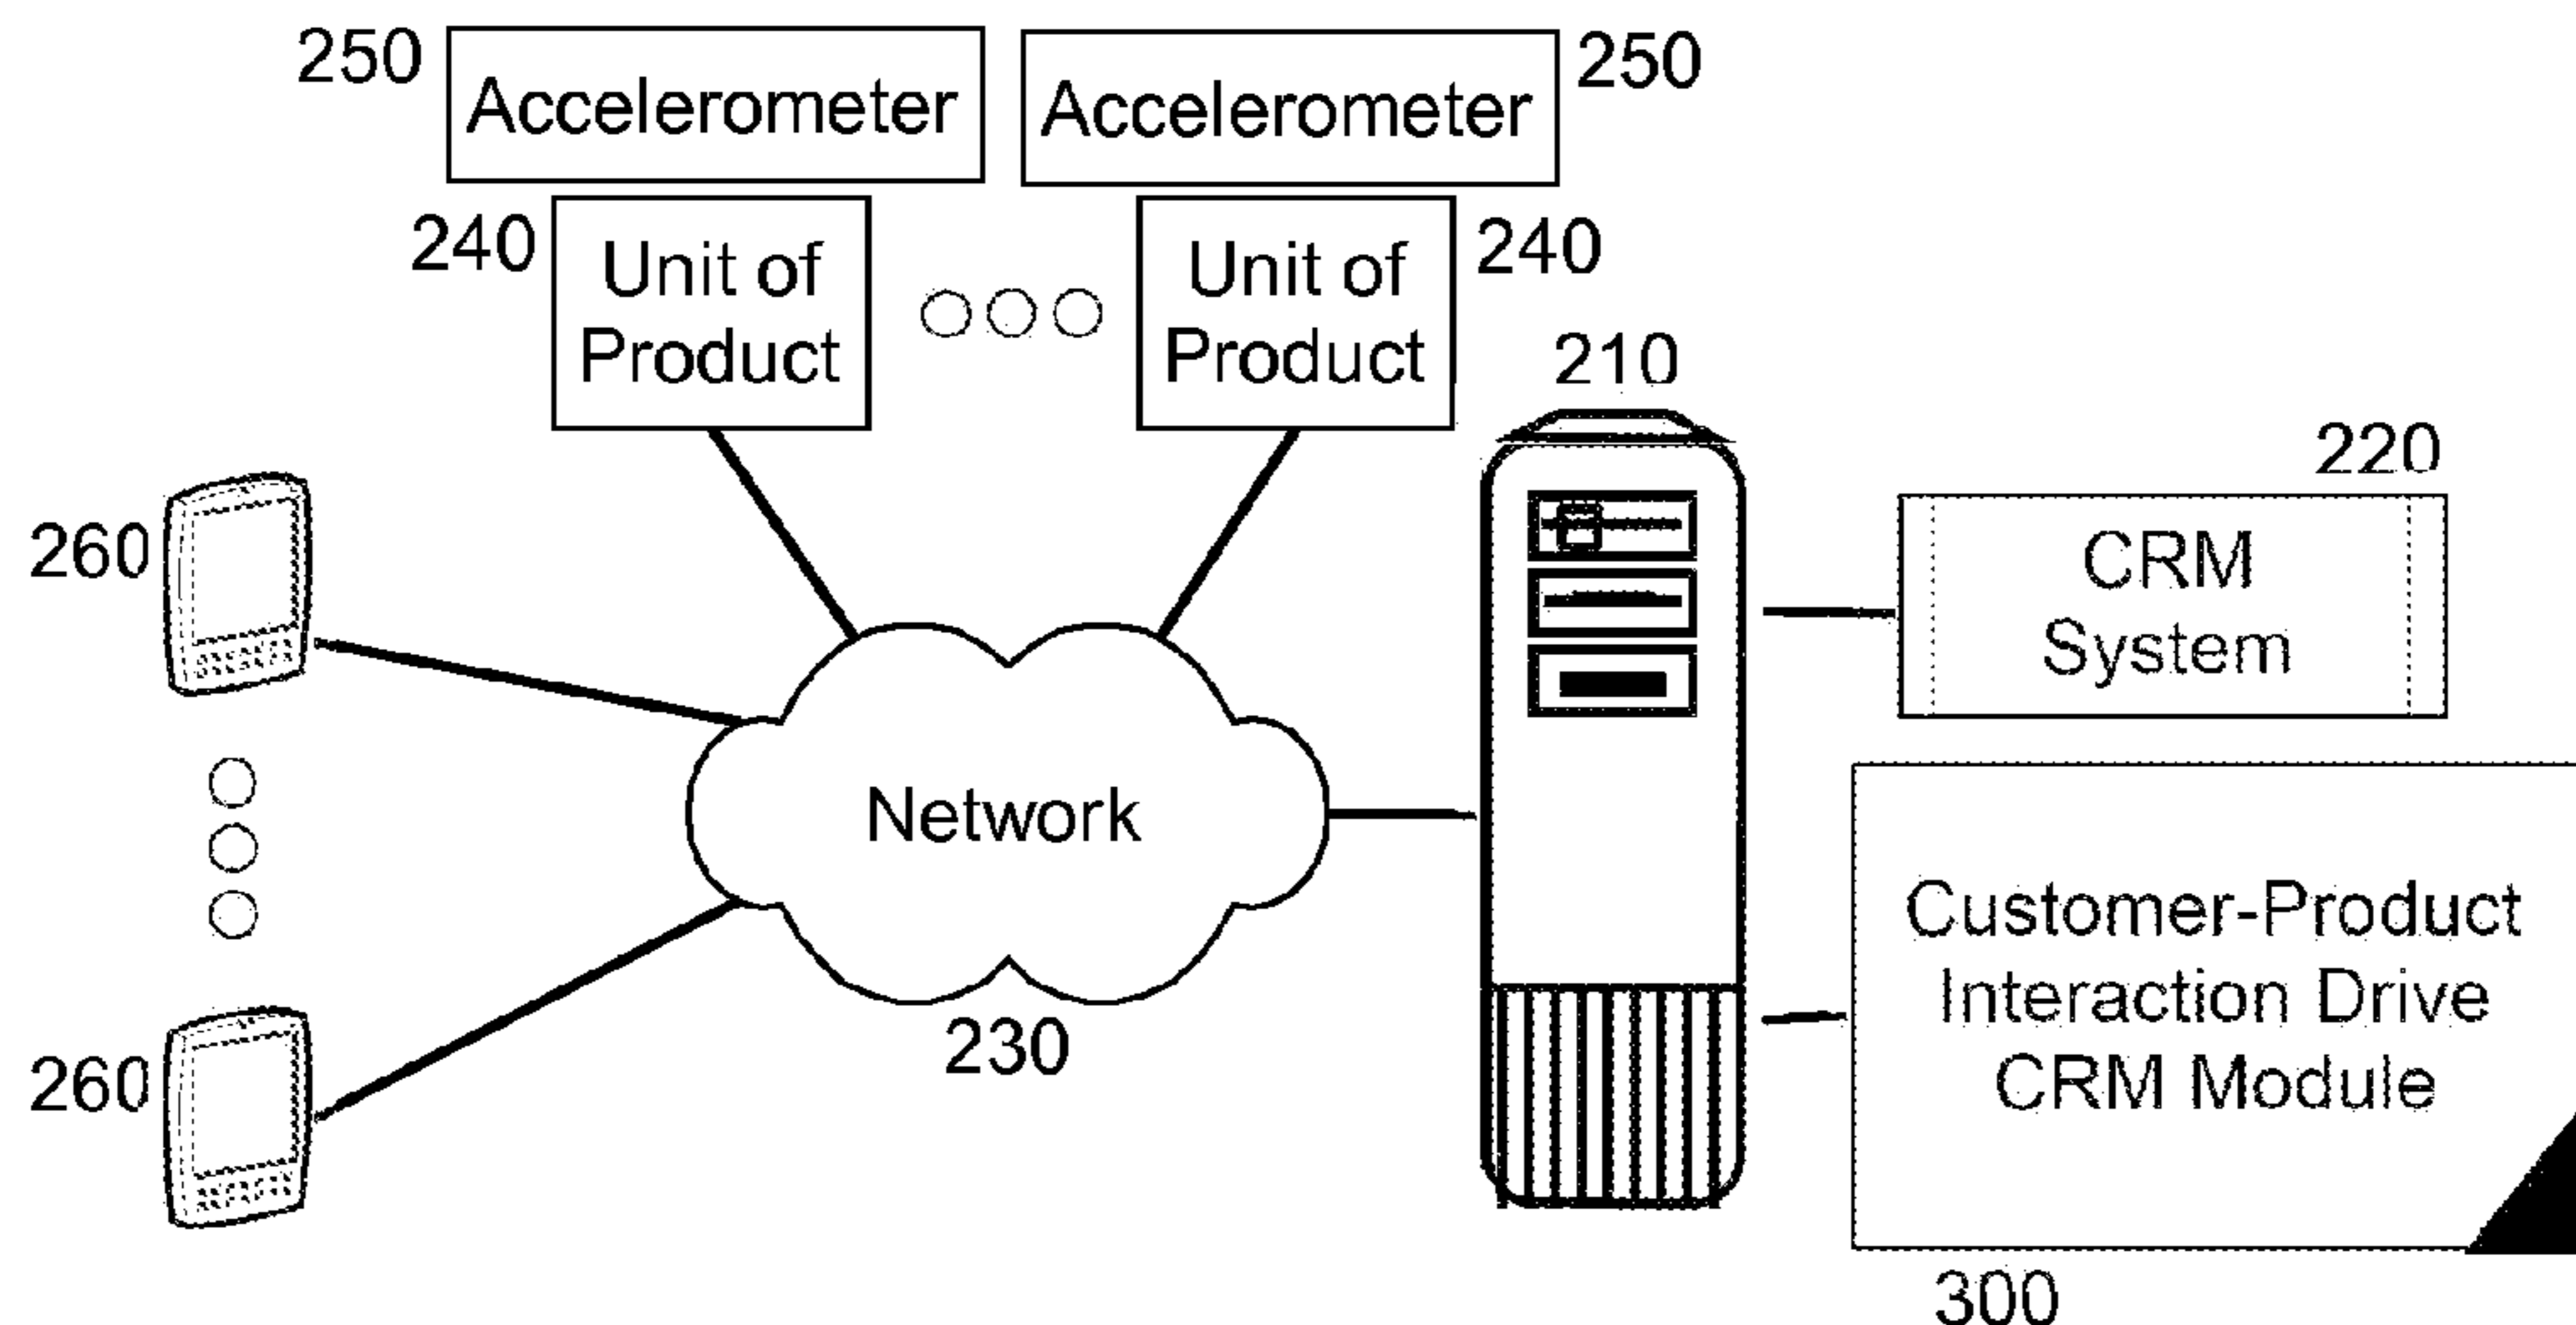 250
Accelerometer
Accelerometer
250
240
Unit of
Product
Unit of
Product
240
210
220
CRM
System
260
Network
Customer-Product
Interaction Drive
CRM Module
230
260
300